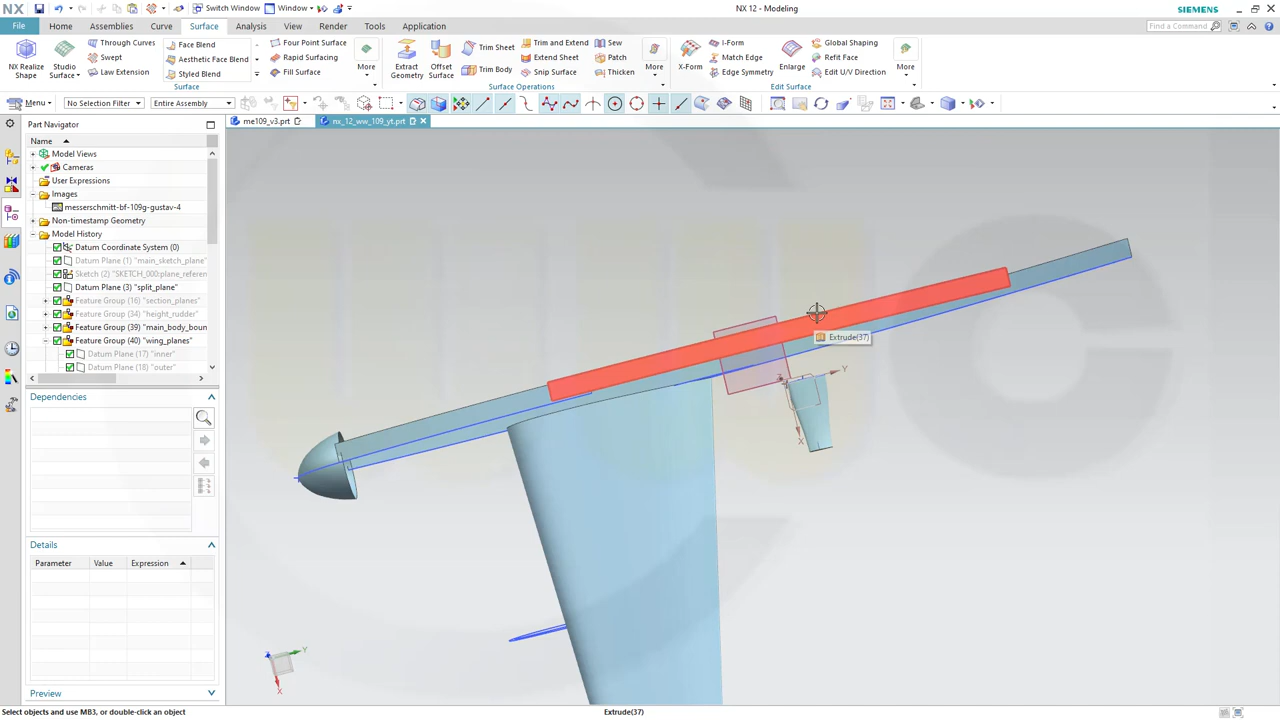 NX
Switch Window
Window
NX 12 - Modeling
SIEMENS
File
Home
Assemblies
Curve
Surface
Analysis
View
Render
Tools
Application
Find a Command
NX Realize Shape
Studio Surface
Through Curves
Swept
Law Extension
Face Blend
Aesthetic Face Blend
Styled Blend
Four Point Surface
Rapid Surfacing
Fill Surface
More
Extract Geometry
Offset Surface
Trim Sheet
Trim Body
Trim and Extend
Extend Sheet
Snip Surface
Sew
Patch
Thicken
More
X-Form
I-Form
Match Edge
Edge Symmetry
Enlarge
Global Shaping
Refit Face
Edit U/V Direction
More
Surface
Surface Operations
Edit Surface
Menu
No Selection Filter
Entire Assembly
Part Navigator
me109_v3.prt
nx_12_ww_109_yt.prt
Name
Model Views
Cameras
User Expressions
Images
messerschmitt-bf-109g-gustav-4
Non-timestamp Geometry
Model History
Datum Coordinate System (0)
Datum Plane (1) "main_sketch_plane"
Sketch (2) "SKETCH_000:plane_referen
Datum Plane (3) "split_plane"
Feature Group (16) "section_planes"
Feature Group (34) "height_rudder"
Feature Group (39) "main_body_boun
Feature Group (40) "wing_planes"
Datum Plane (17) "inner"
Datum Plane (18) "outer"
Dependencies
Details
Parameter
Value
Expression
Preview
Extrude(37)
Y
X
Z
Y
X
Select objects and use MB3, or double-click an object
Extrude(37)